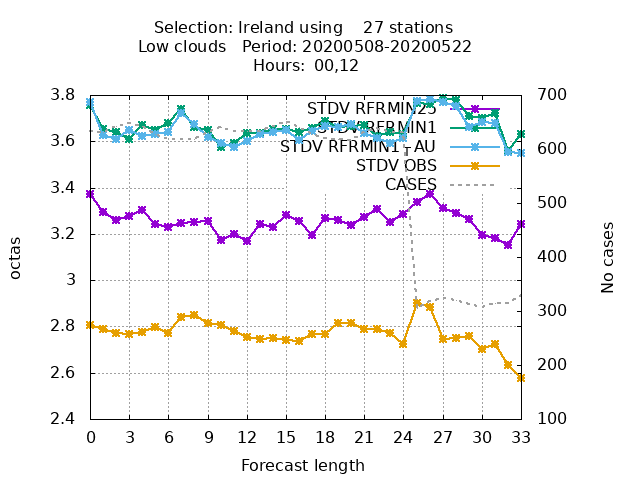 Selection: Ireland using    27 stations
Low clouds   Period: 20200508-20200522
Hours:  00,12
STDV RFRMIN25
STDV RFRMIN1
STDV RFRMIN1 - AU
STDV OBS
CASES
3.8
3.6
3.4
3.2
3
2.8
2.6
2.4
octas
700
600
500
400
300
200
100
No cases
0 3 6 9 12 15 18 21 24 27 30 33
Forecast length